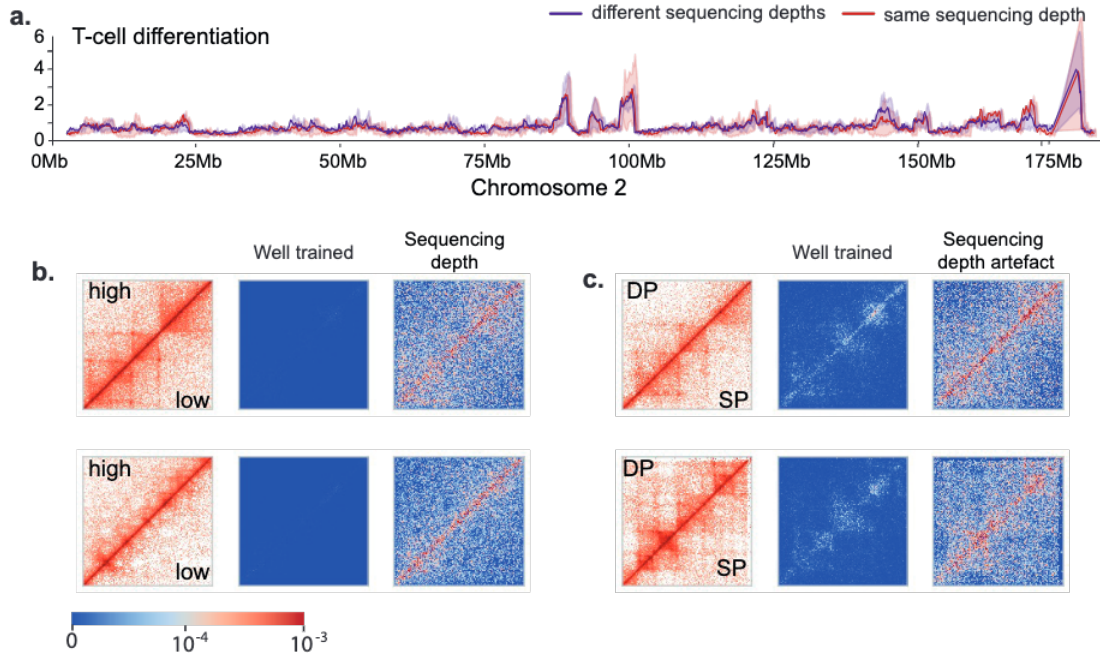 a.
different sequencing depths
same sequencing depth
T-cell differentiation
6
4
2
0
0Mb 25Mb 50Mb 75Mb 100Mb 125Mb 150Mb 175Mb
Chromosome 2
b.
Well trained
Sequencing
depth
high
low
high
low
0 10-4 10-3
c.
Well trained
Sequencing
depth artefact
DP
SP
DP
SP